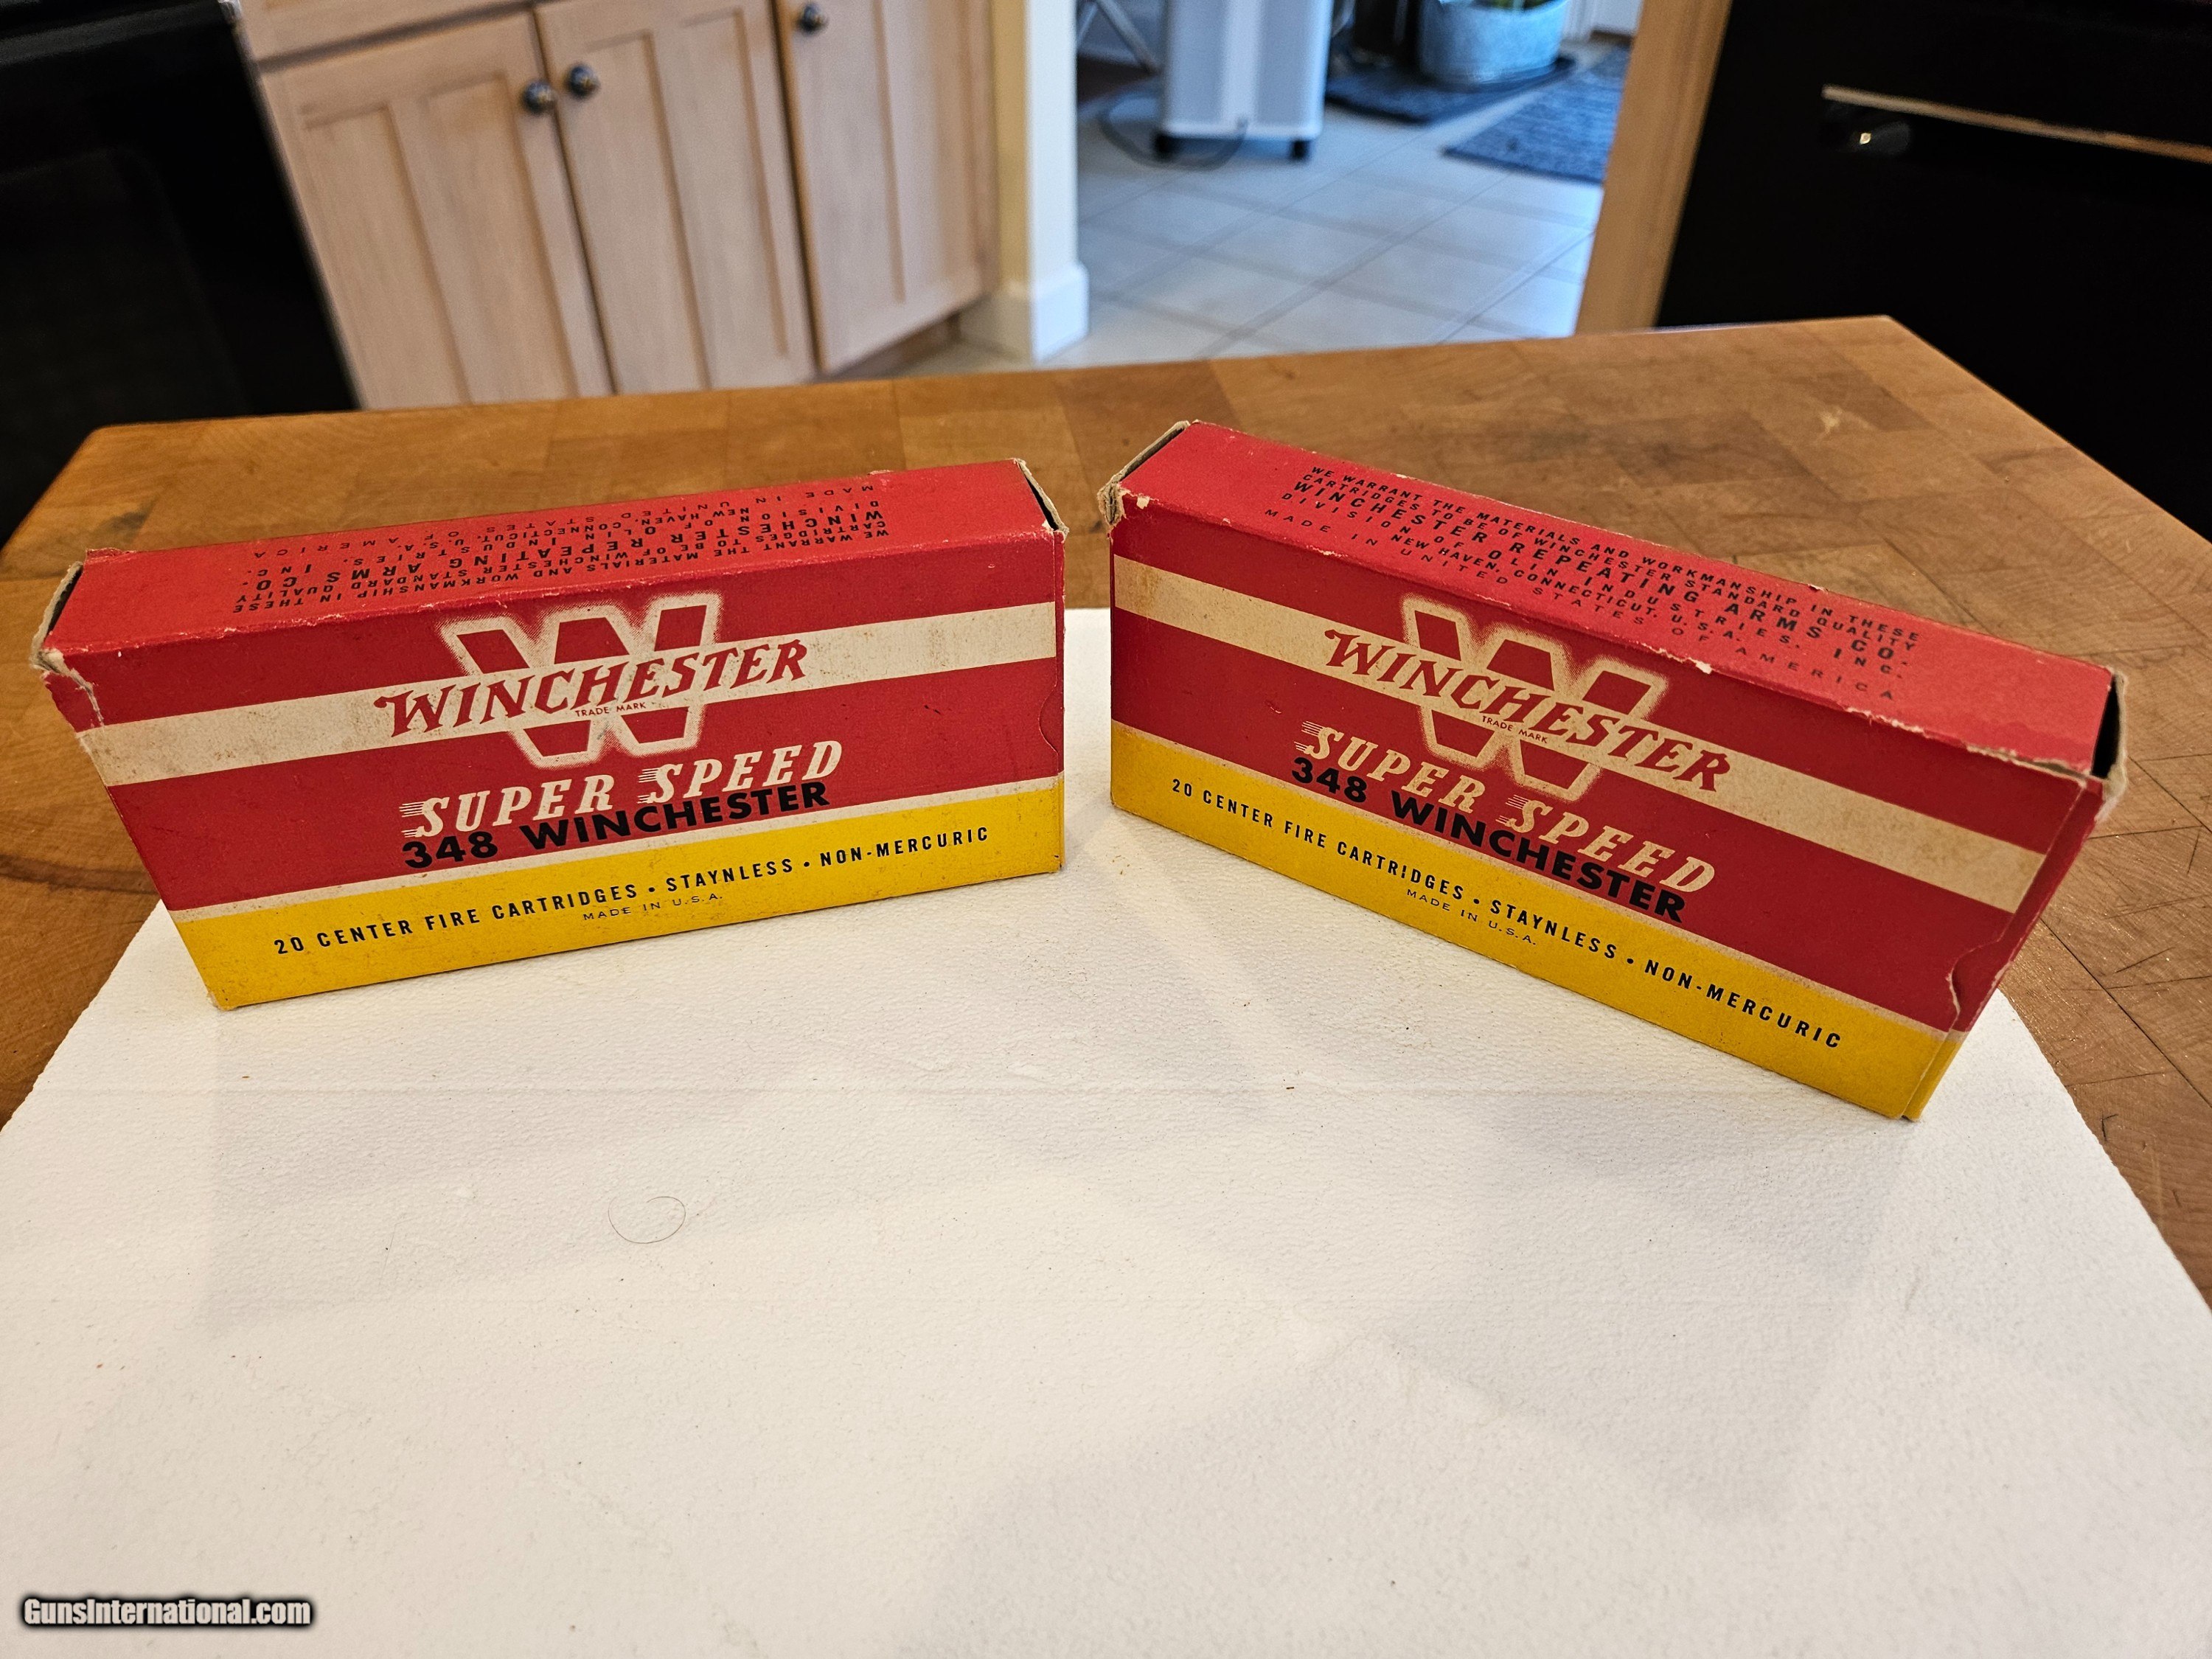 WE WARRANT THE MATERIALS AND WORKMANSHIP IN THESE
CARTRIDGES TO BE OF WINCHESTER STANDARD QUALITY
WINCHESTER REPEATING ARMS CO.
DIVISION OF OLIN INDUSTRIES, INC.
NEW HAVEN, CONNECTICUT, U.S.A.
MADE IN UNITED STATES OF AMERICA
WINCHESTER
TRADE MARK
SUPER SPEED
348 WINCHESTER
20 CENTER FIRE CARTRIDGES • STAYNLESS • NON-MERCURIC
MADE IN U.S.A.
WE WARRANT THE MATERIALS AND WORKMANSHIP IN THESE
CARTRIDGES TO BE OF WINCHESTER STANDARD QUALITY
WINCHESTER REPEATING ARMS CO.
DIVISION OF OLIN INDUSTRIES, INC.
NEW HAVEN, CONNECTICUT, U.S.A.
MADE IN UNITED STATES OF AMERICA
W
WINCHESTER
TRADE MARK
SUPER SPEED
348 WINCHESTER
20 CENTER FIRE CARTRIDGES • STAYNLESS • NON-MERCURIC
MADE IN U.S.A.
GunsInternational.com